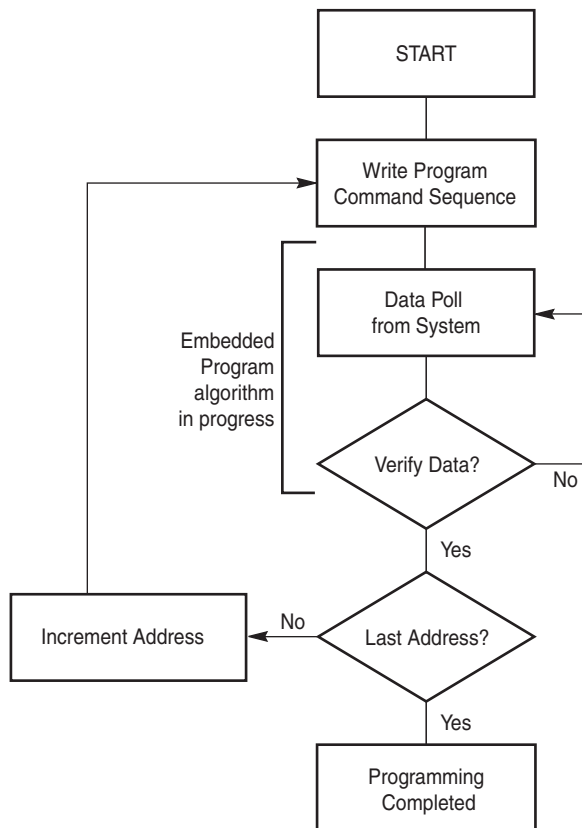 START
Write Program
Command Sequence
Data Poll
from System
Embedded
Program
algorithm
in progress
Verify Data?
No
Yes
Last Address?
No
Increment Address
Yes
Programming
Completed